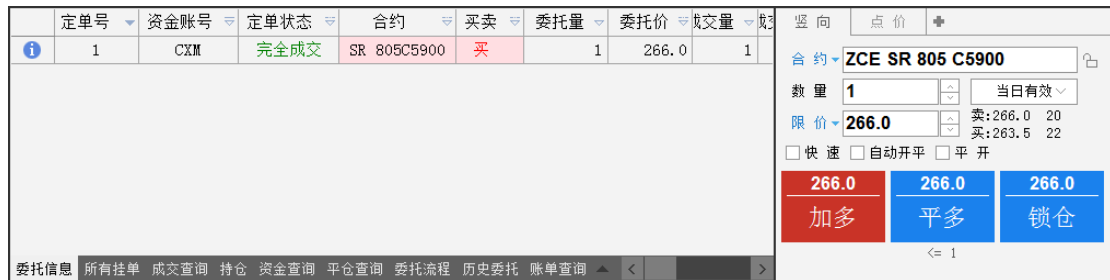 定单号 资金账号 定单状态 合约 买卖 委托量 委托价 成交量
1 CXM 完全成交 SR 805C5900 买 1 266.0 1
委托信息 所有挂单 成交查询 持仓 资金查询 平仓查询 委托流程 历史委托 账单查询
竖向 点价
合约 ZCE SR 805 C5900
数量 1 当日有效
限价 266.0 卖:266.0 20
买:263.5 22
快速 自动开平 平开
266.0 266.0 266.0
加多 平多 锁仓
<= 1